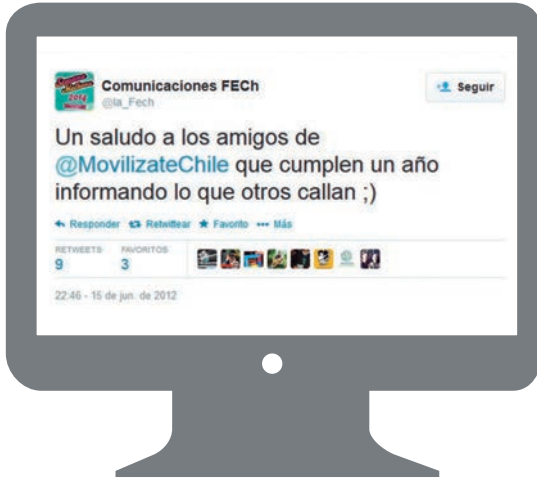 2014
Comunicaciones FECh
@la_Fech
Seguir
Un saludo a los amigos de
@MovilizateChile que cumplen un año
informando lo que otros callan ;)
Responder Retwittear Favorito Más
RETWEETS FAVORITOS
9 3
22:46 - 15 de jun. de 2012